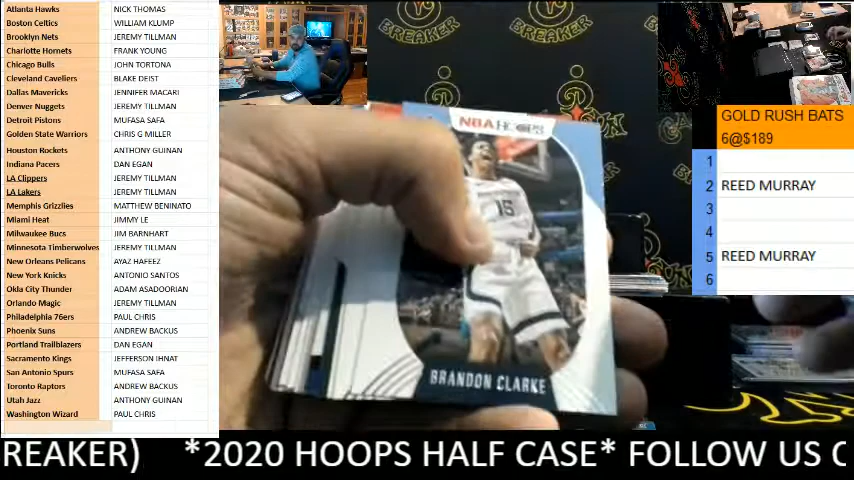 Atlanta Hawks NICK THOMAS
Boston Celtics WILLIAM KLUMP
Brooklyn Nets JEREMY TILLMAN
Charlotte Hornets FRANK YOUNG
Chicago Bulls JOHN TORTONA
Cleveland Cavaliers BLAKE DEIST
Dallas Mavericks JENNIFER MACARI
Denver Nuggets JEREMY TILLMAN
Detroit Pistons MUFASA SAFA
Golden State Warriors CHRIS G MILLER
Houston Rockets ANTHONY GUINAN
Indiana Pacers DAN EGAN
LA Clippers JEREMY TILLMAN
LA Lakers JEREMY TILLMAN
Memphis Grizzlies MATTHEW BENINATO
Miami Heat JIMMY LE
Milwaukee Bucs JIM BARNHART
Minnesota Timberwolves JEREMY TILLMAN
New Orleans Pelicans AYAZ HAFEEZ
New York Knicks ANTONIO SANTOS
Okla City Thunder ADAM ASADOORIAN
Orlando Magic JEREMY TILLMAN
Philadelphia 76ers PAUL CHRIS
Phoenix Suns ANDREW BACKUS
Portland Trailblazers DAN EGAN
Sacramento Kings JEFFERSON IHNAT
San Antonio Spurs MUFASA SAFA
Toronto Raptors ANDREW BACKUS
Utah Jazz ANTHONY GUINAN
Washington Wizard PAUL CHRIS
BREAKER
BREAKER
NBA HOOPS
15
BRANDON CLARKE
GOLD RUSH BATS
6@$189
1
2 REED MURRAY
3
4
5 REED MURRAY
6
REAKER) *2020 HOOPS HALF CASE* FOLLOW US